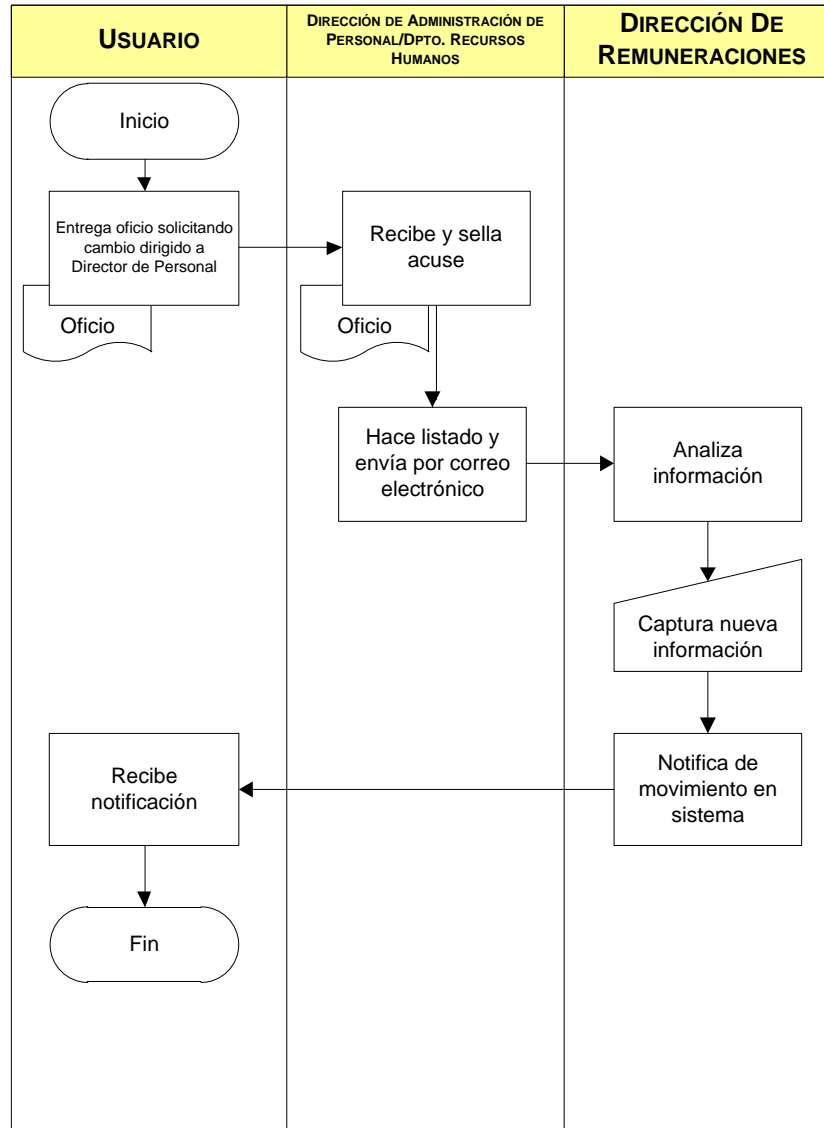 USUARIO
DIRECCIÓN DE ADMINISTRACIÓN DE
PERSONAL/DPTO. RECURSOS
HUMANOS
DIRECCIÓN DE
REMUNERACIONES
Inicio
Entrega oficio solicitando
cambio dirigido a
Director de Personal
Oficio
Recibe y sella
acuse
Oficio
Hace listado y
envía por correo
electrónico
Analiza
información
Captura nueva
información
Notifica de
movimiento en
sistema
Recibe
notificación
Fin